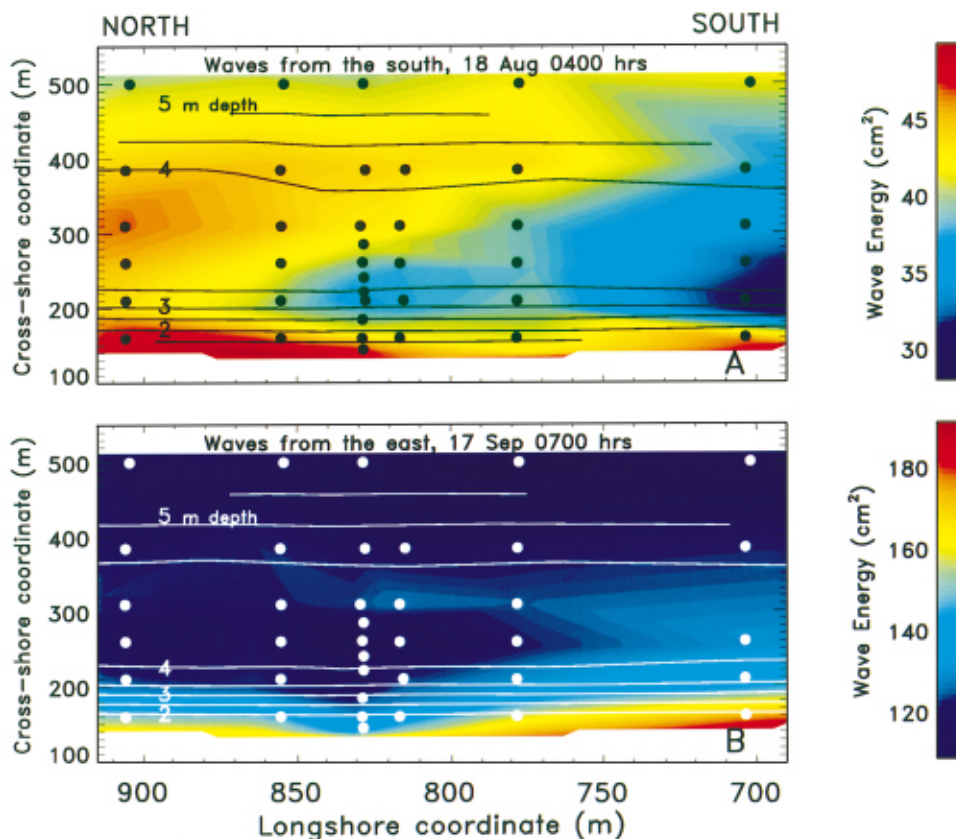 NORTH SOUTH
Waves from the south, 18 Aug 0400 hrs
500
400
300
200
100
Cross-shore coordinate (m)
5 m depth
4
3
2
A
45
40
35
30
Wave Energy (cm²)
Waves from the east, 17 Sep 0700 hrs
500
400
300
200
100
Cross-shore coordinate (m)
5 m depth
4
3
2
B
180
160
140
120
Wave Energy (cm²)
900 850 800 750 700
Longshore coordinate (m)